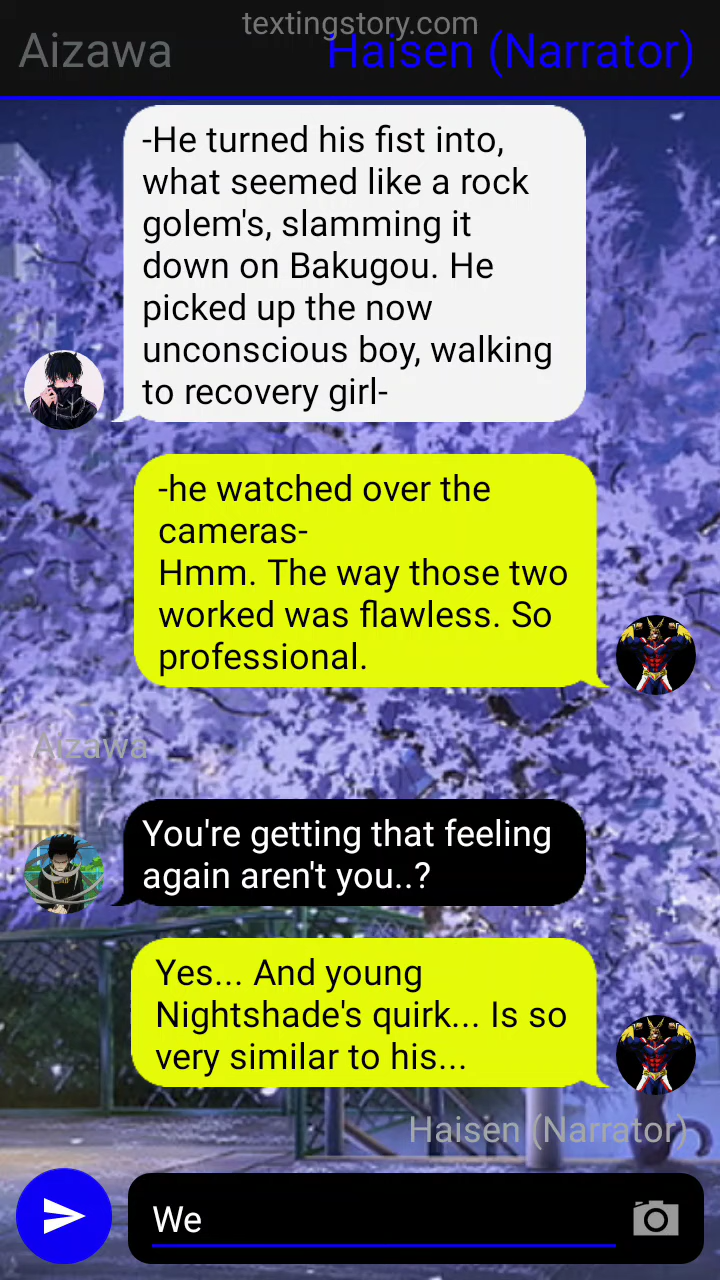 textingstory.com
Aizawa
Haisen (Narrator)
-He turned his fist into,
what seemed like a rock
golem's, slamming it
down on Bakugou. He
picked up the now
unconscious boy, walking
to recovery girl-
-he watched over the
cameras-
Hmm. The way those two
worked was flawless. So
professional.
Aizawa
You're getting that feeling
again aren't you..?
Yes... And young
Nightshade's quirk... Is so
very similar to his...
Haisen (Narrator)
We